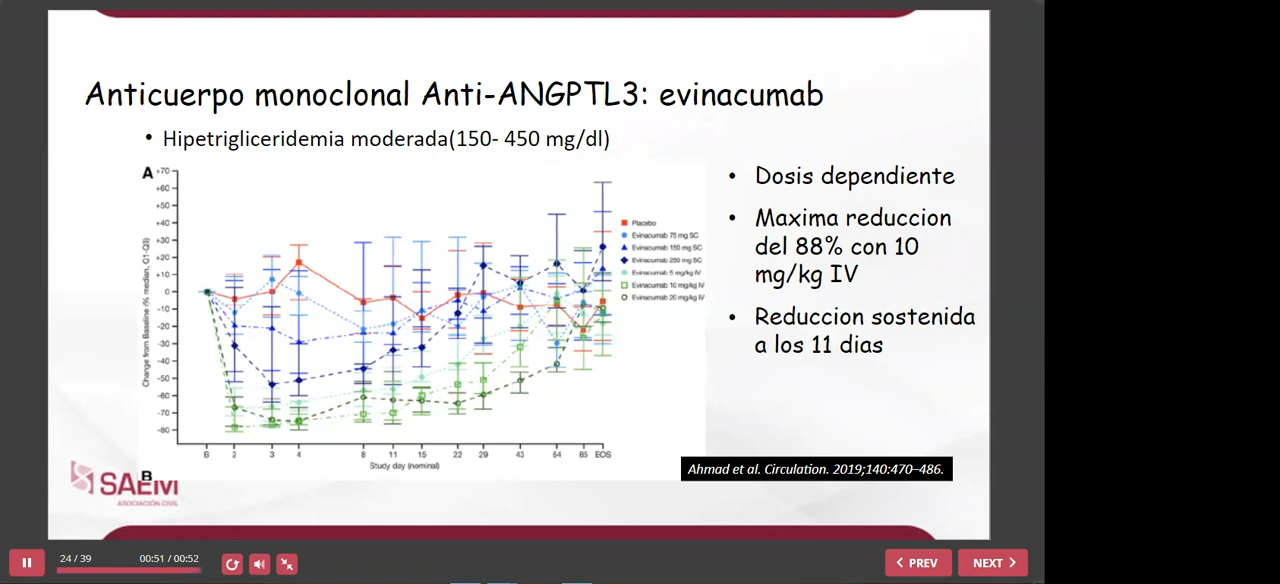 Anticuerpo monoclonal Anti-ANGPTL3: evinacumab
• Hipetrigliceridemia moderada(150- 450 mg/dl)
A
+70
+60
+50
+40
+30
+20
+10
0
-10
-20
-30
-40
-50
-60
-70
-80
Change from Baseline (% median, Q1-Q3)
B 2 3 4 8 11 15 22 29 43 64 85 EOS
Study day (nominal)
Placebo
Evinacumab 75 mg SC
Evinacumab 150 mg SC
Evinacumab 250 mg SC
Evinacumab 5 mg/kg IV
Evinacumab 10 mg/kg IV
Evinacumab 20 mg/kg IV
• Dosis dependiente
• Maxima reduccion
del 88% con 10
mg/kg IV
• Reduccion sostenida
a los 11 dias
B
ASOCIACIÓN CIVIL
Ahmad et al. Circulation. 2019;140:470–486.
24 / 39
00:51 / 00:52
PREV
NEXT